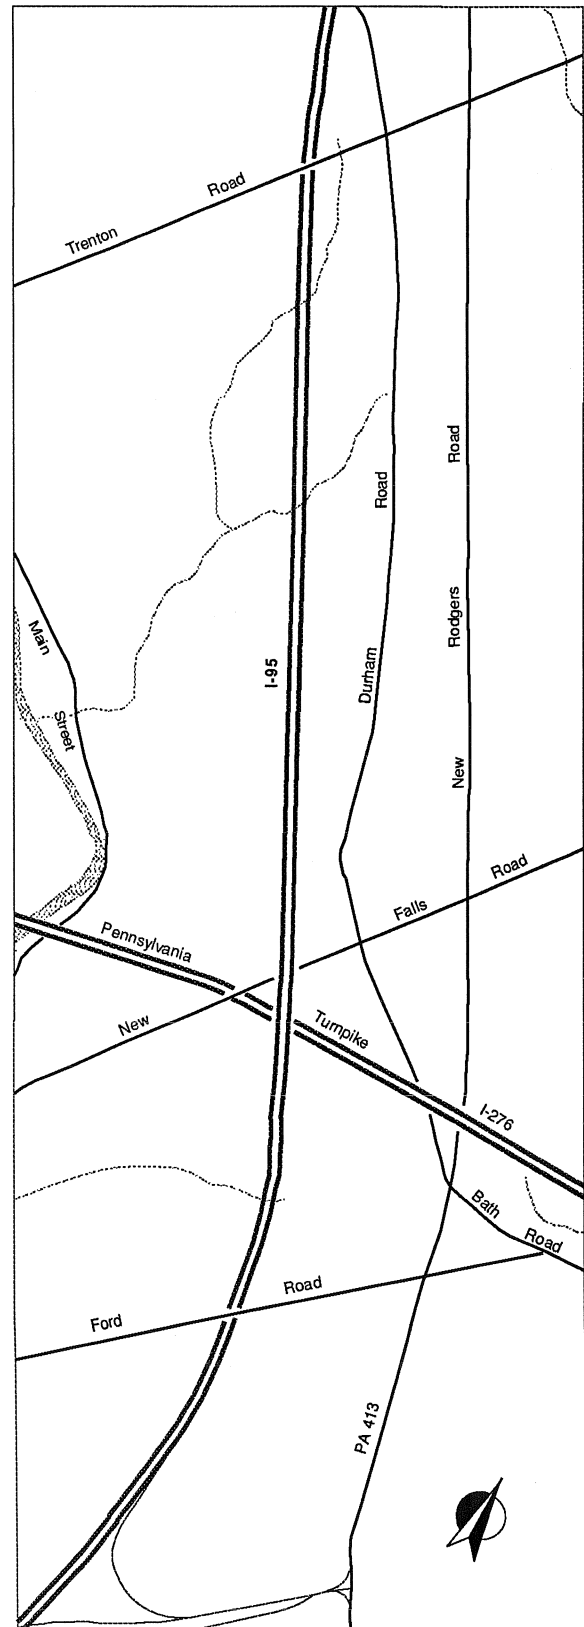 Trenton Road
Road
Road
Main
Street
I-95
Durham
Rodgers
New
Pennsylvania
Turnpike
New Falls Road
I-276
Bath
Road
Ford Road
PA 413